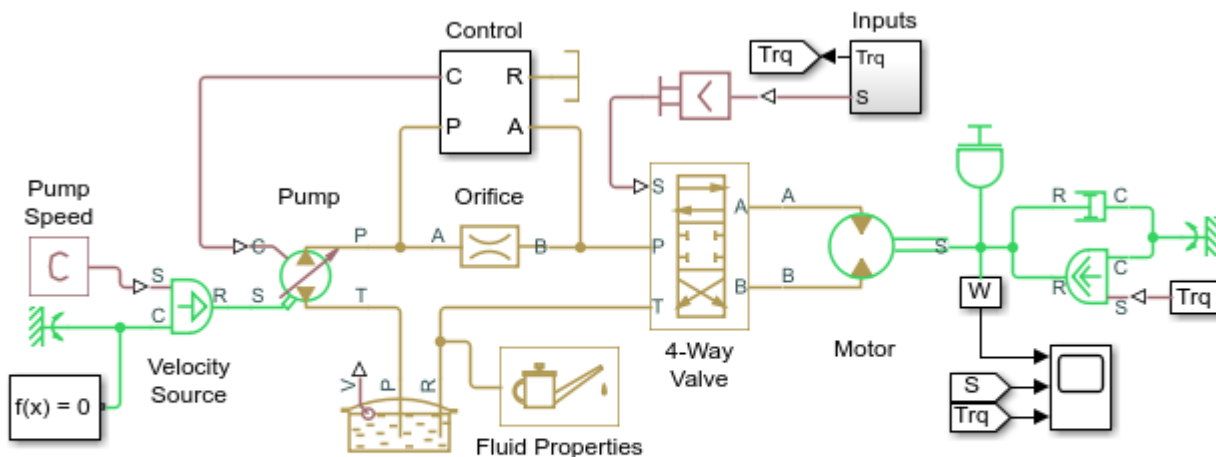 Control
C
R
P
A
Inputs
Trq
Trq
S
Pump
Speed
C
S
C
R
S
Velocity
Source
f(x) = 0
Pump
C
P
T
Orifice
A
B
V
P
R
Fluid Properties
S
P
T
A
B
4-Way
Valve
A
B
Motor
S
W
R
C
R
C
S
Trq
S
Trq